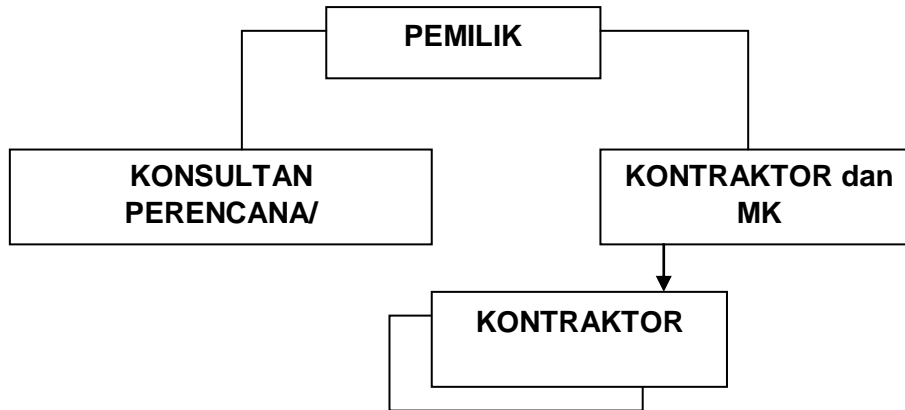 PEMILIK
KONSULTAN
PERENCANA/
KONTRAKTOR dan
MK
KONTRAKTOR